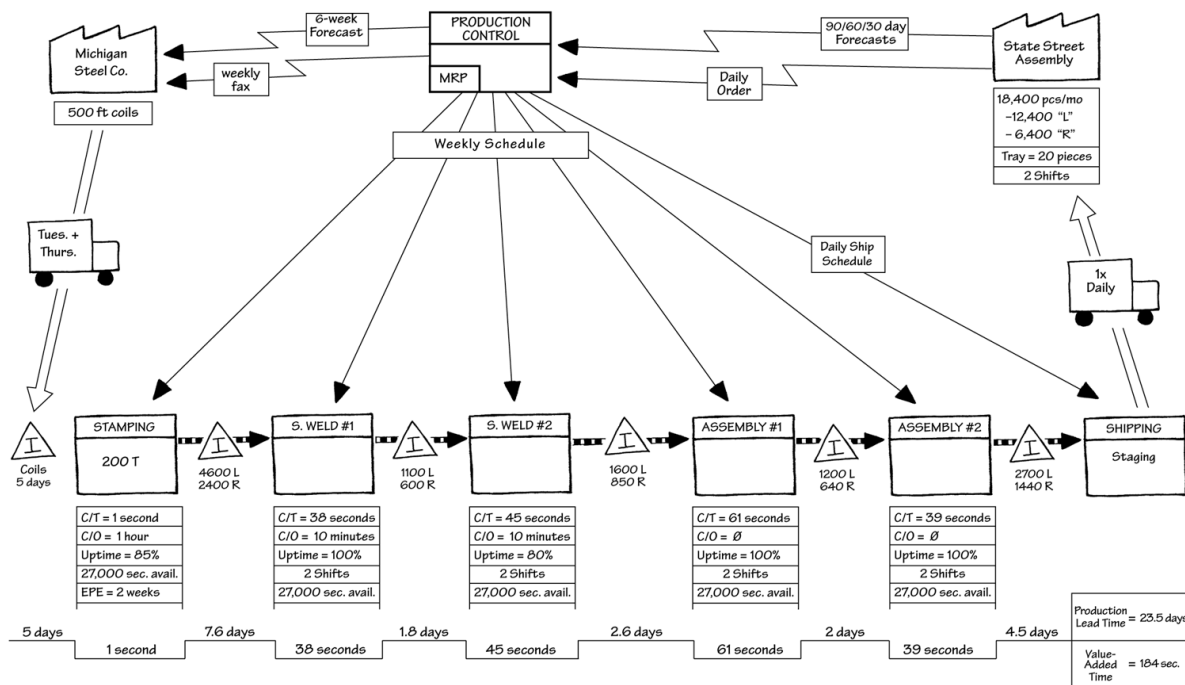 Michigan
Steel Co.
500 ft coils
6-week
Forecast
weekly
fax
PRODUCTION
CONTROL
MRP
90/60/30 day
Forecasts
Daily
Order
State Street
Assembly
18,400 pcs/mo
–12,400 "L"
– 6,400 "R"
Tray = 20 pieces
2 Shifts
Weekly Schedule
Tues. +
Thurs.
Daily Ship
Schedule
1x
Daily
I
Coils
5 days
STAMPING
200 T
I
4600 L
2400 R
S. WELD #1
I
1100 L
600 R
S. WELD #2
I
1600 L
850 R
ASSEMBLY #1
I
1200 L
640 R
ASSEMBLY #2
I
2700 L
1440 R
SHIPPING
Staging
C/T = 1 second
C/O = 1 hour
Uptime = 85%
27,000 sec. avail.
EPE = 2 weeks
C/T = 38 seconds
C/O = 10 minutes
Uptime = 100%
2 Shifts
27,000 sec. avail.
C/T = 45 seconds
C/O = 10 minutes
Uptime = 80%
2 Shifts
27,000 sec. avail.
C/T = 61 seconds
C/O = Ø
Uptime = 100%
2 Shifts
27,000 sec. avail.
C/T = 39 seconds
C/O = Ø
Uptime = 100%
2 Shifts
27,000 sec. avail.
5 days
1 second
7.6 days
38 seconds
1.8 days
45 seconds
2.6 days
61 seconds
2 days
39 seconds
4.5 days
Production
Lead Time = 23.5 days
Value-
Added = 184 sec.
Time